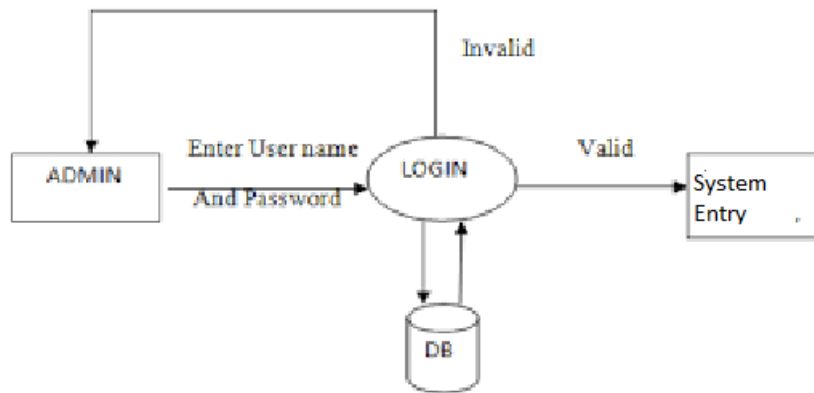 Invalid
ADMIN
Enter User name
And Password
LOGIN
Valid
System
Entry
DB